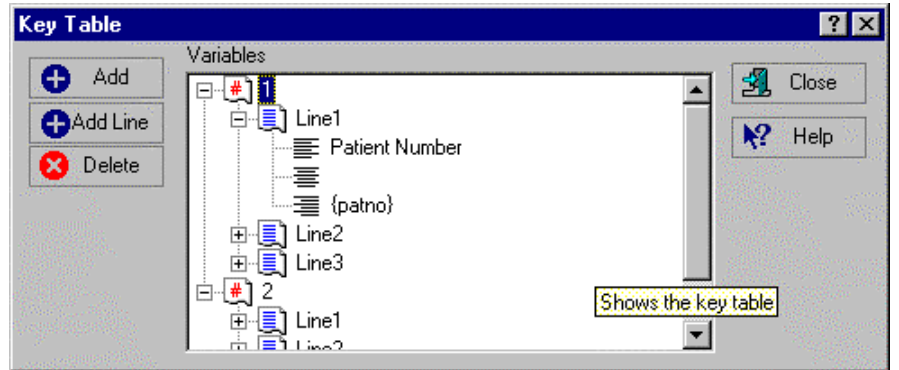 Key Table
Variables
Add
Add Line
Delete
1
Line1
Patient Number
{patno}
Line2
Line3
2
Line1
Line2
Close
Help
Shows the key table